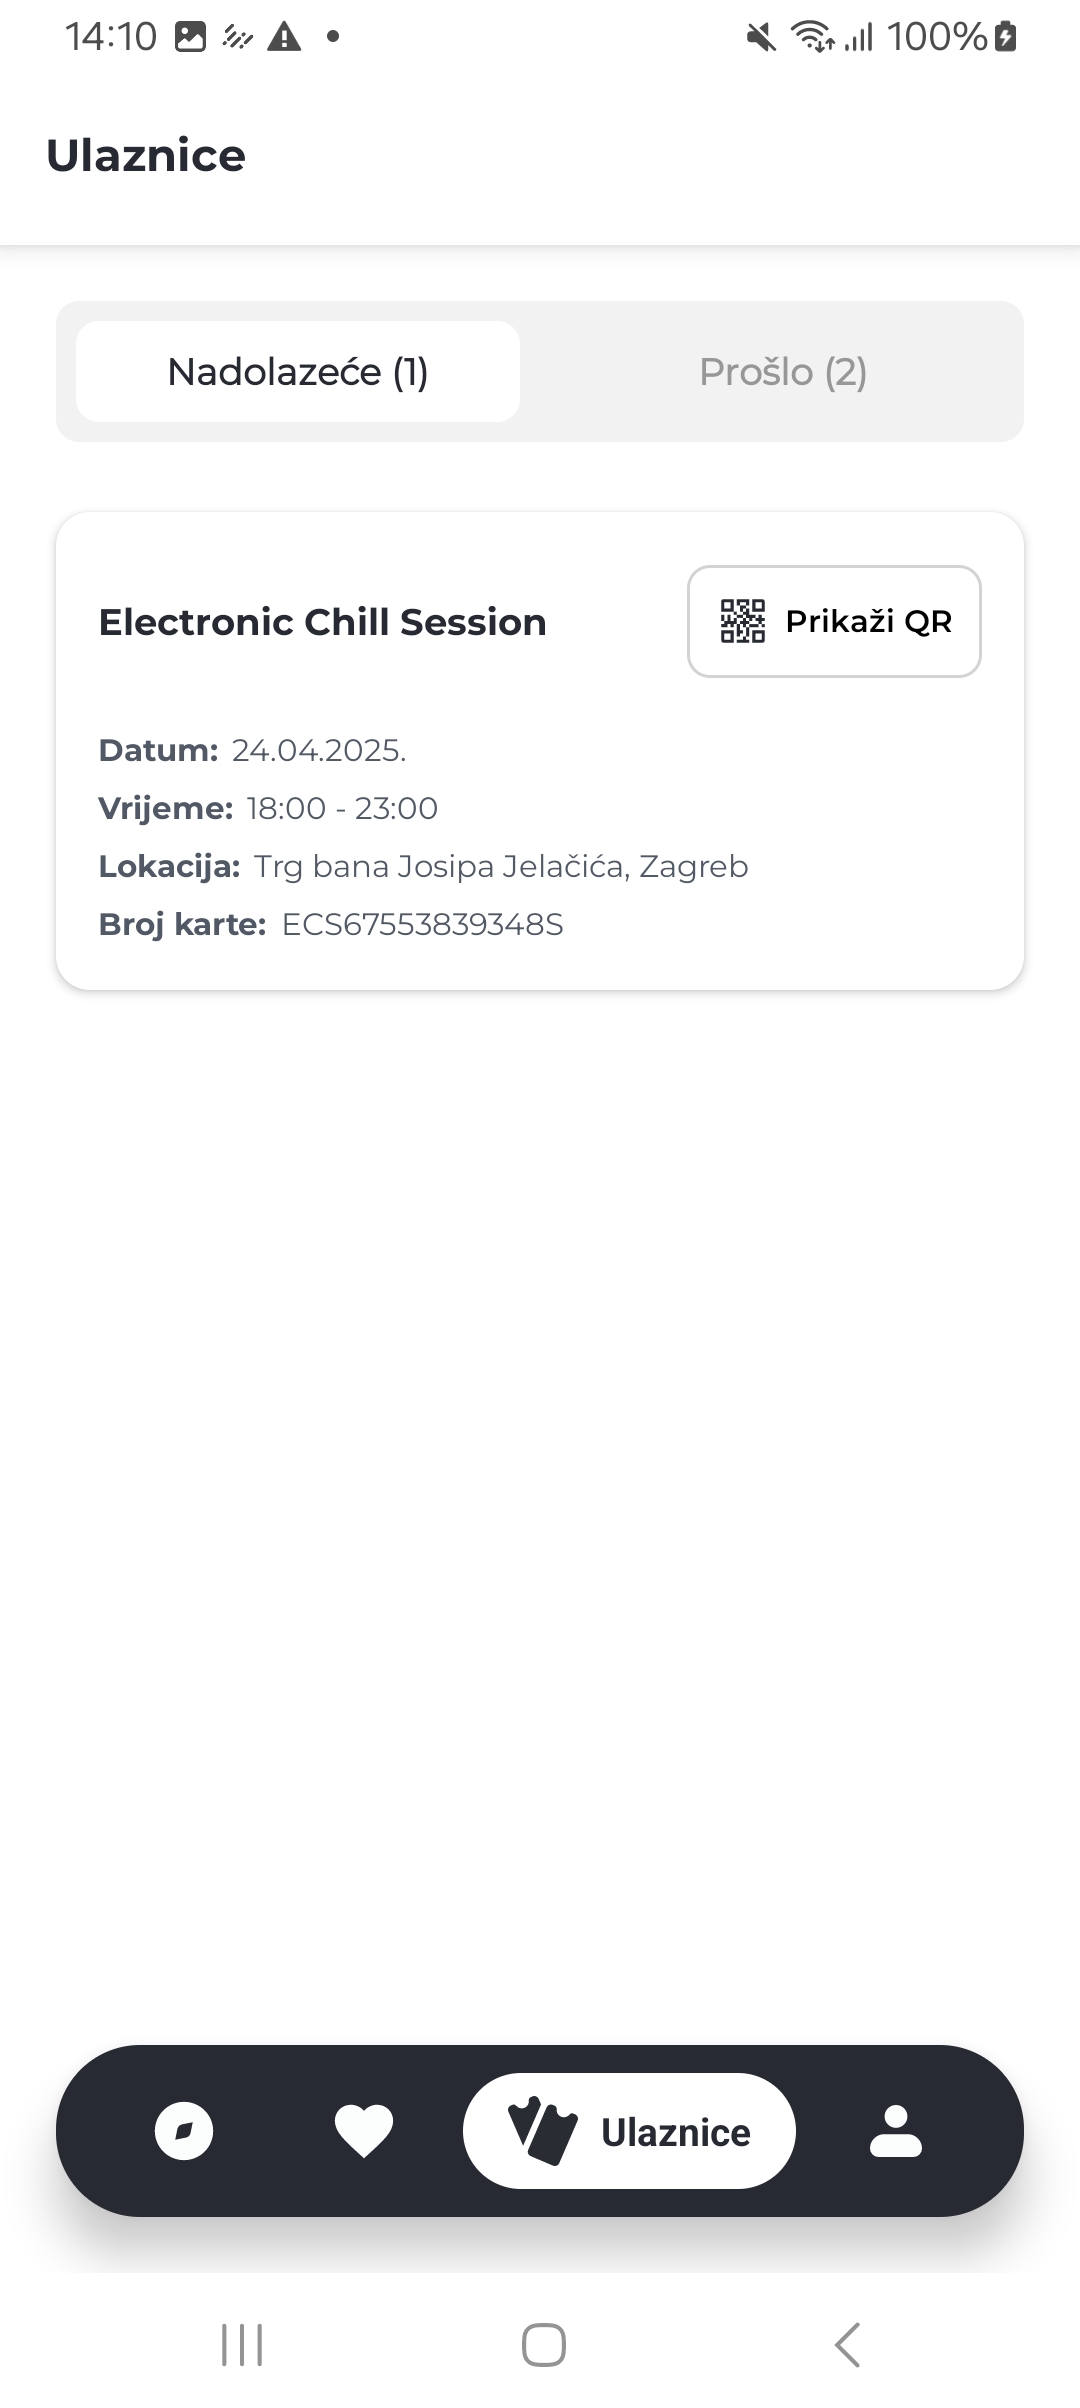 14:10 100%
Ulaznice
Nadolazeće (1) Prošlo (2)
Electronic Chill Session Prikaži QR
Datum: 24.04.2025.
Vrijeme: 18:00 - 23:00
Lokacija: Trg bana Josipa Jelačića, Zagreb
Broj karte: ECS67553839348S
Ulaznice